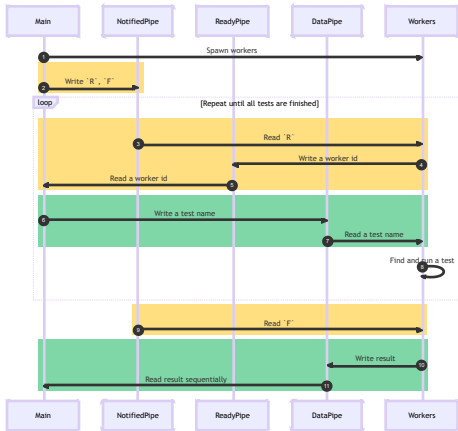 Main NotifiedPipe ReadyPipe DataPipe Workers
Spawn workers
1
Write `R`, `F`
2
loop [Repeat until all tests are finished]
Read `R`
3
Write a worker id
4
Read a worker id
5
Write a test name
6
Read a test name
7
Find and run a test
8
Read `F`
9
Write result
10
Read result sequentially
11
Main NotifiedPipe ReadyPipe DataPipe Workers